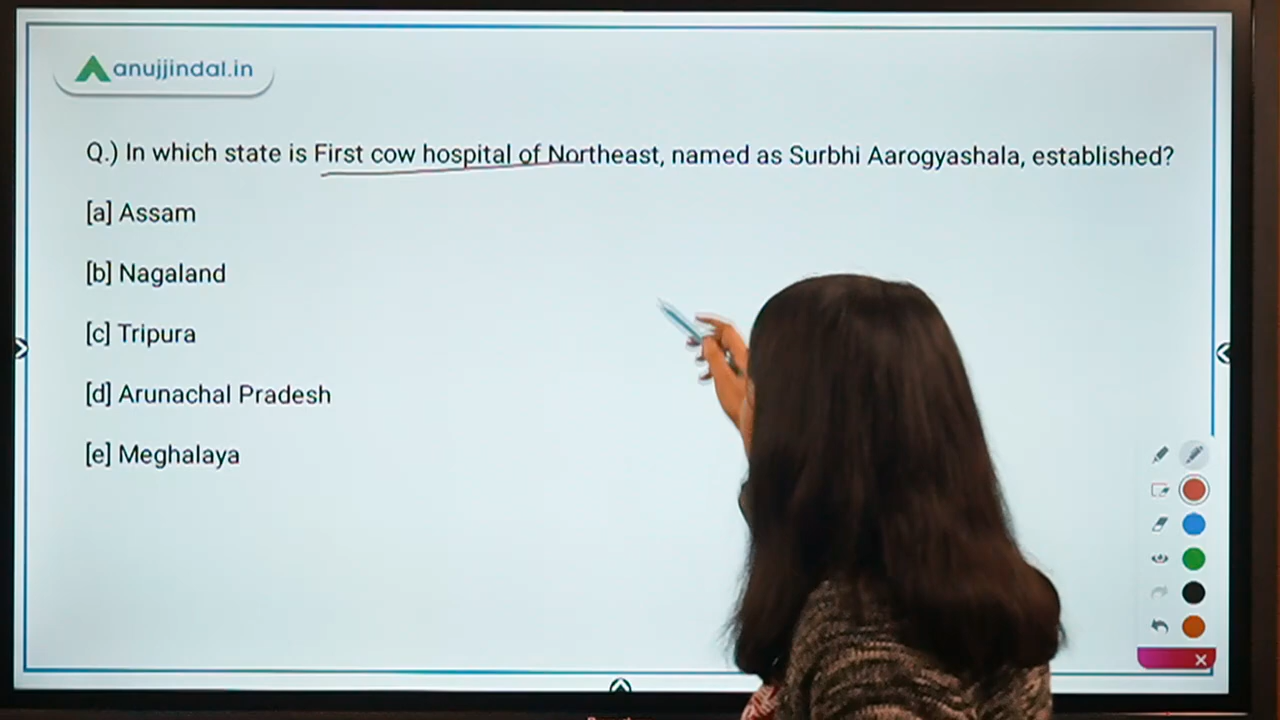 anujjindal.in
Q.) In which state is First cow hospital of Northeast, named as Surbhi Aarogyashala, established?
[a] Assam
[b] Nagaland
[c] Tripura
[d] Arunachal Pradesh
[e] Meghalaya